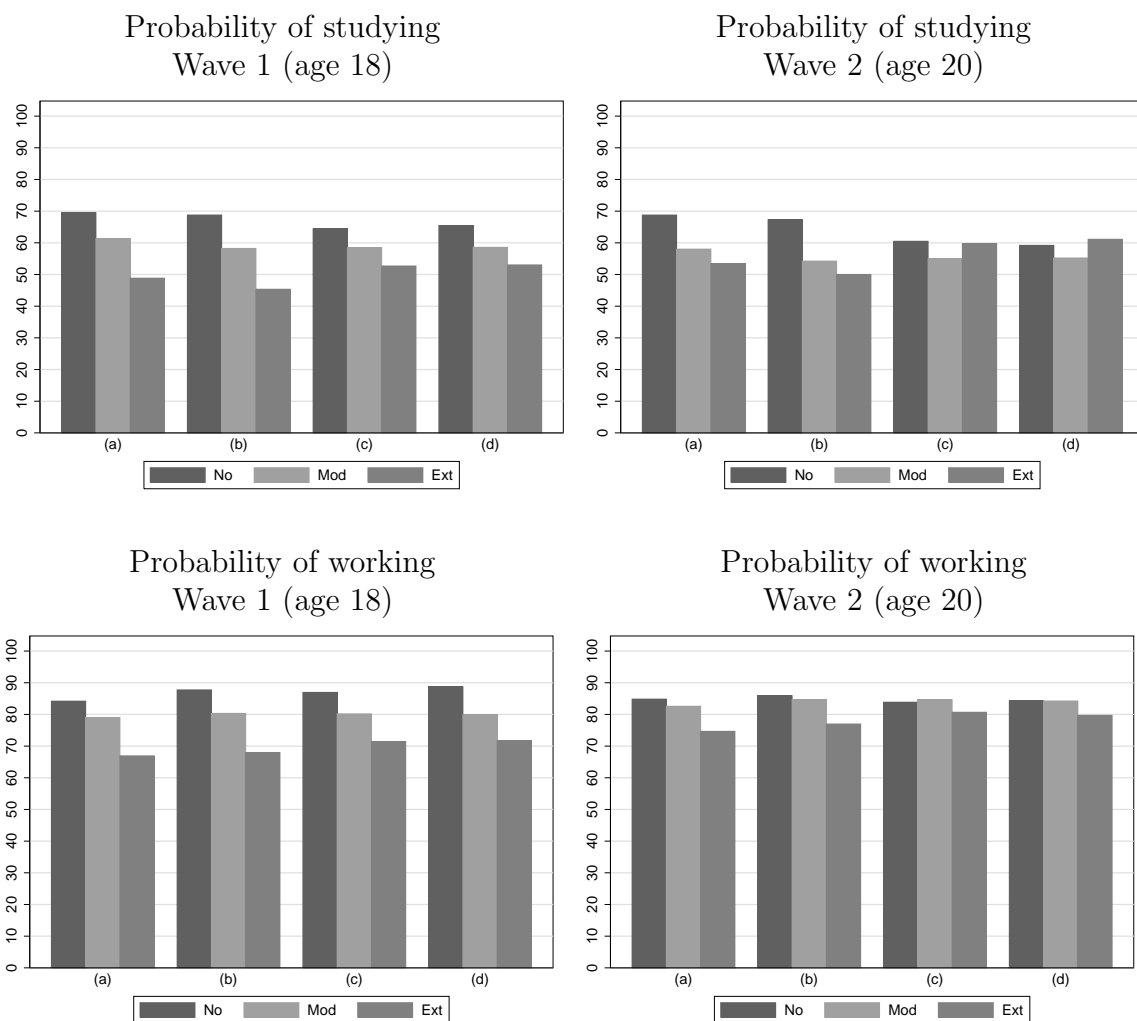 Probability of studying
Wave 1 (age 18)
0 10 20 30 40 50 60 70 80 90 100
(a) (b) (c) (d)
No Mod Ext
Probability of studying
Wave 2 (age 20)
0 10 20 30 40 50 60 70 80 90 100
(a) (b) (c) (d)
No Mod Ext
Probability of working
Wave 1 (age 18)
0 10 20 30 40 50 60 70 80 90 100
(a) (b) (c) (d)
No Mod Ext
Probability of working
Wave 2 (age 20)
0 10 20 30 40 50 60 70 80 90 100
(a) (b) (c) (d)
No Mod Ext